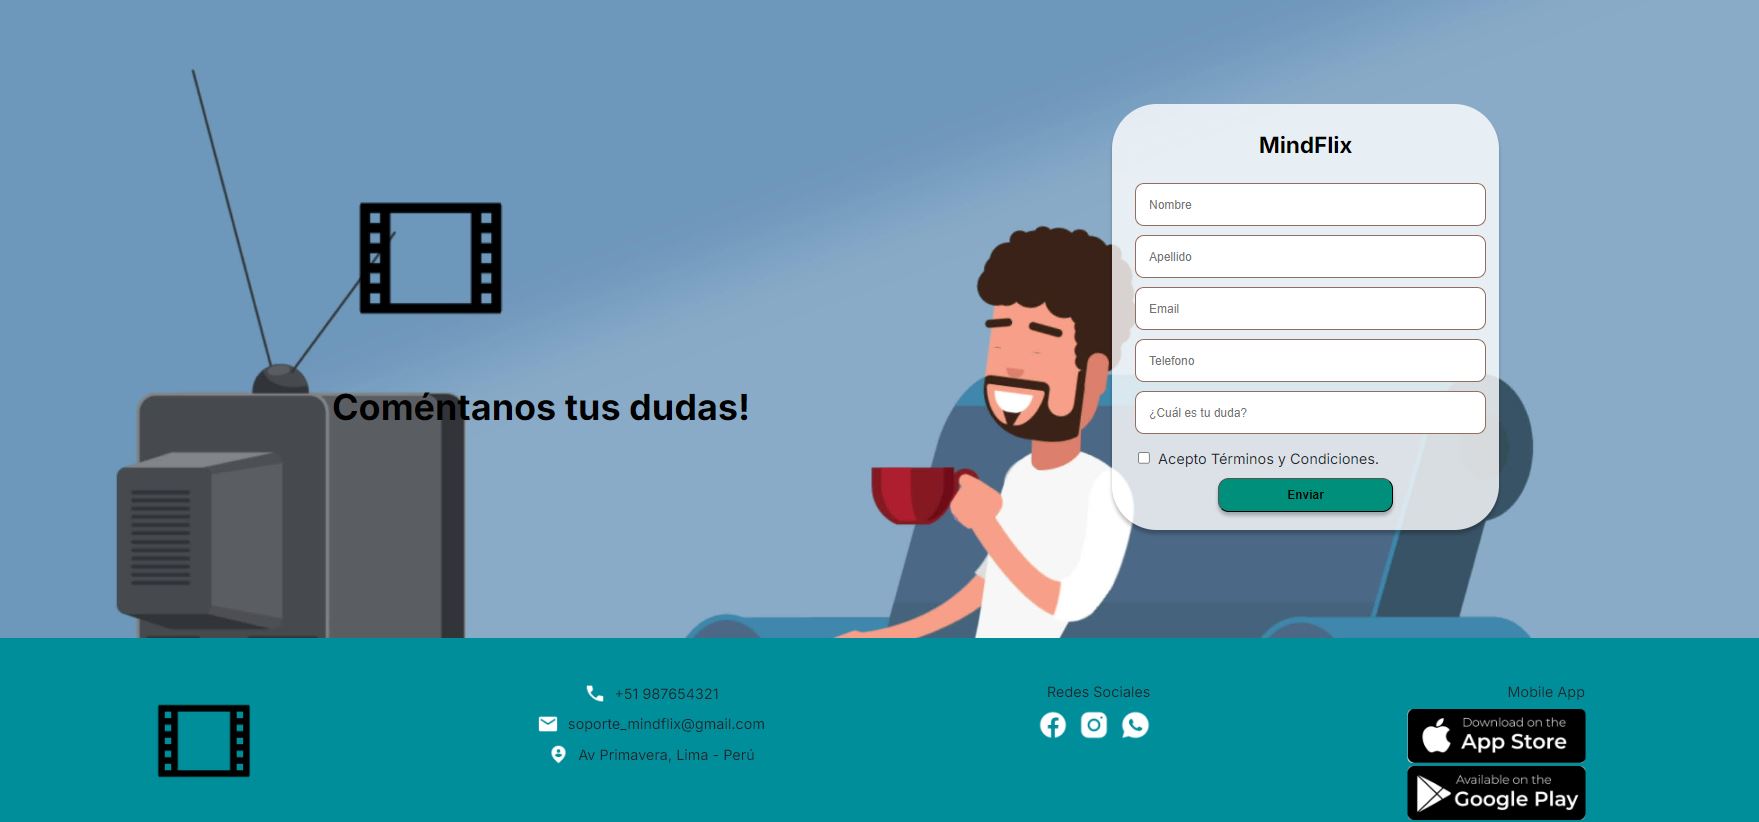 Coméntanos tus dudas!
MindFlix
Nombre
Apellido
Email
Telefono
¿Cuál es tu duda?
Acepto Términos y Condiciones.
Enviar
+51 987654321
soporte_mindflix@gmail.com
Av Primavera, Lima - Perú
Redes Sociales
Mobile App
Download on the
App Store
Available on the
Google Play